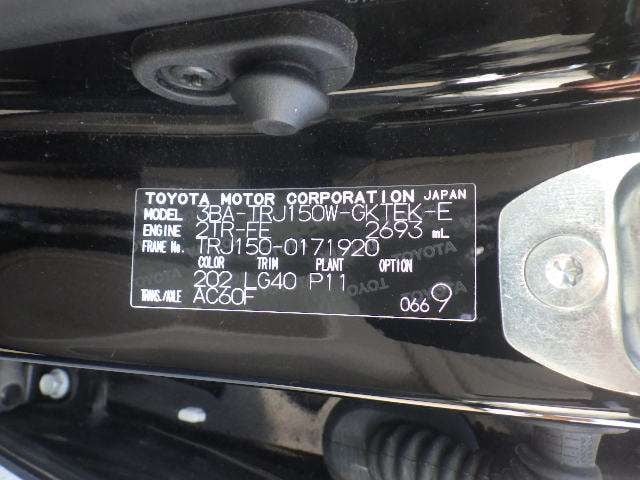 TOYOTA MOTOR CORPORATION JAPAN
MODEL 3BA-TRJ150W-GKTEK-E
ENGINE 2TR-FE 2693 mL
FRAME No. TRJ150-0171920
COLOR TRIM PLANT OPTION
202 LG40 P11
TRANS./AXLE AC60F
0669